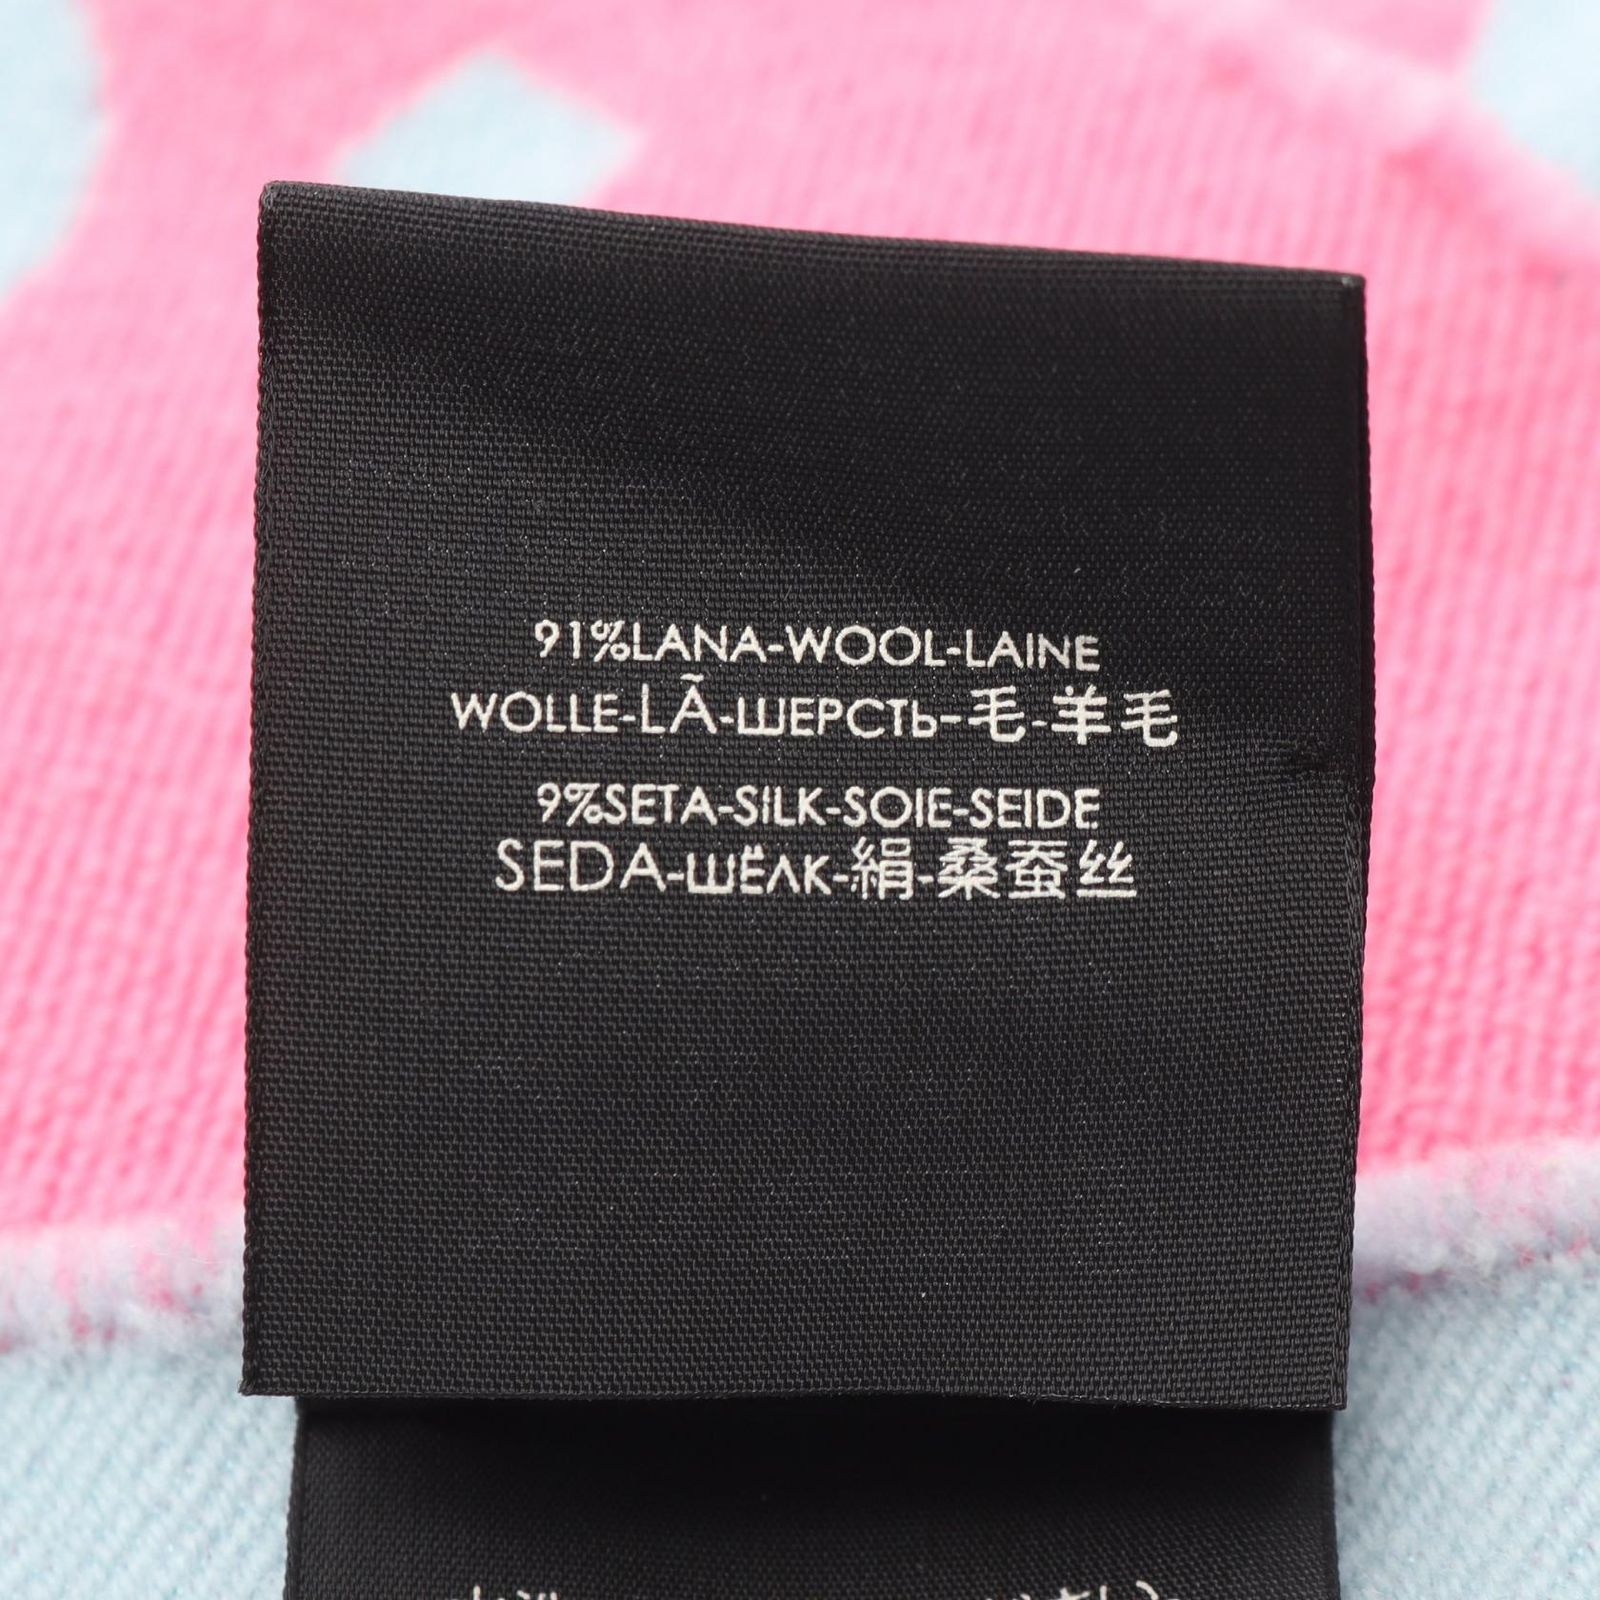 91%LANA-WOOL-LAINE
WOLLE-LÃ-ШЕРСТЬ-毛-羊毛
9%SETA-SILK-SOIE-SEIDE
SEDA-ШЁЛК-絹-桑蚕丝